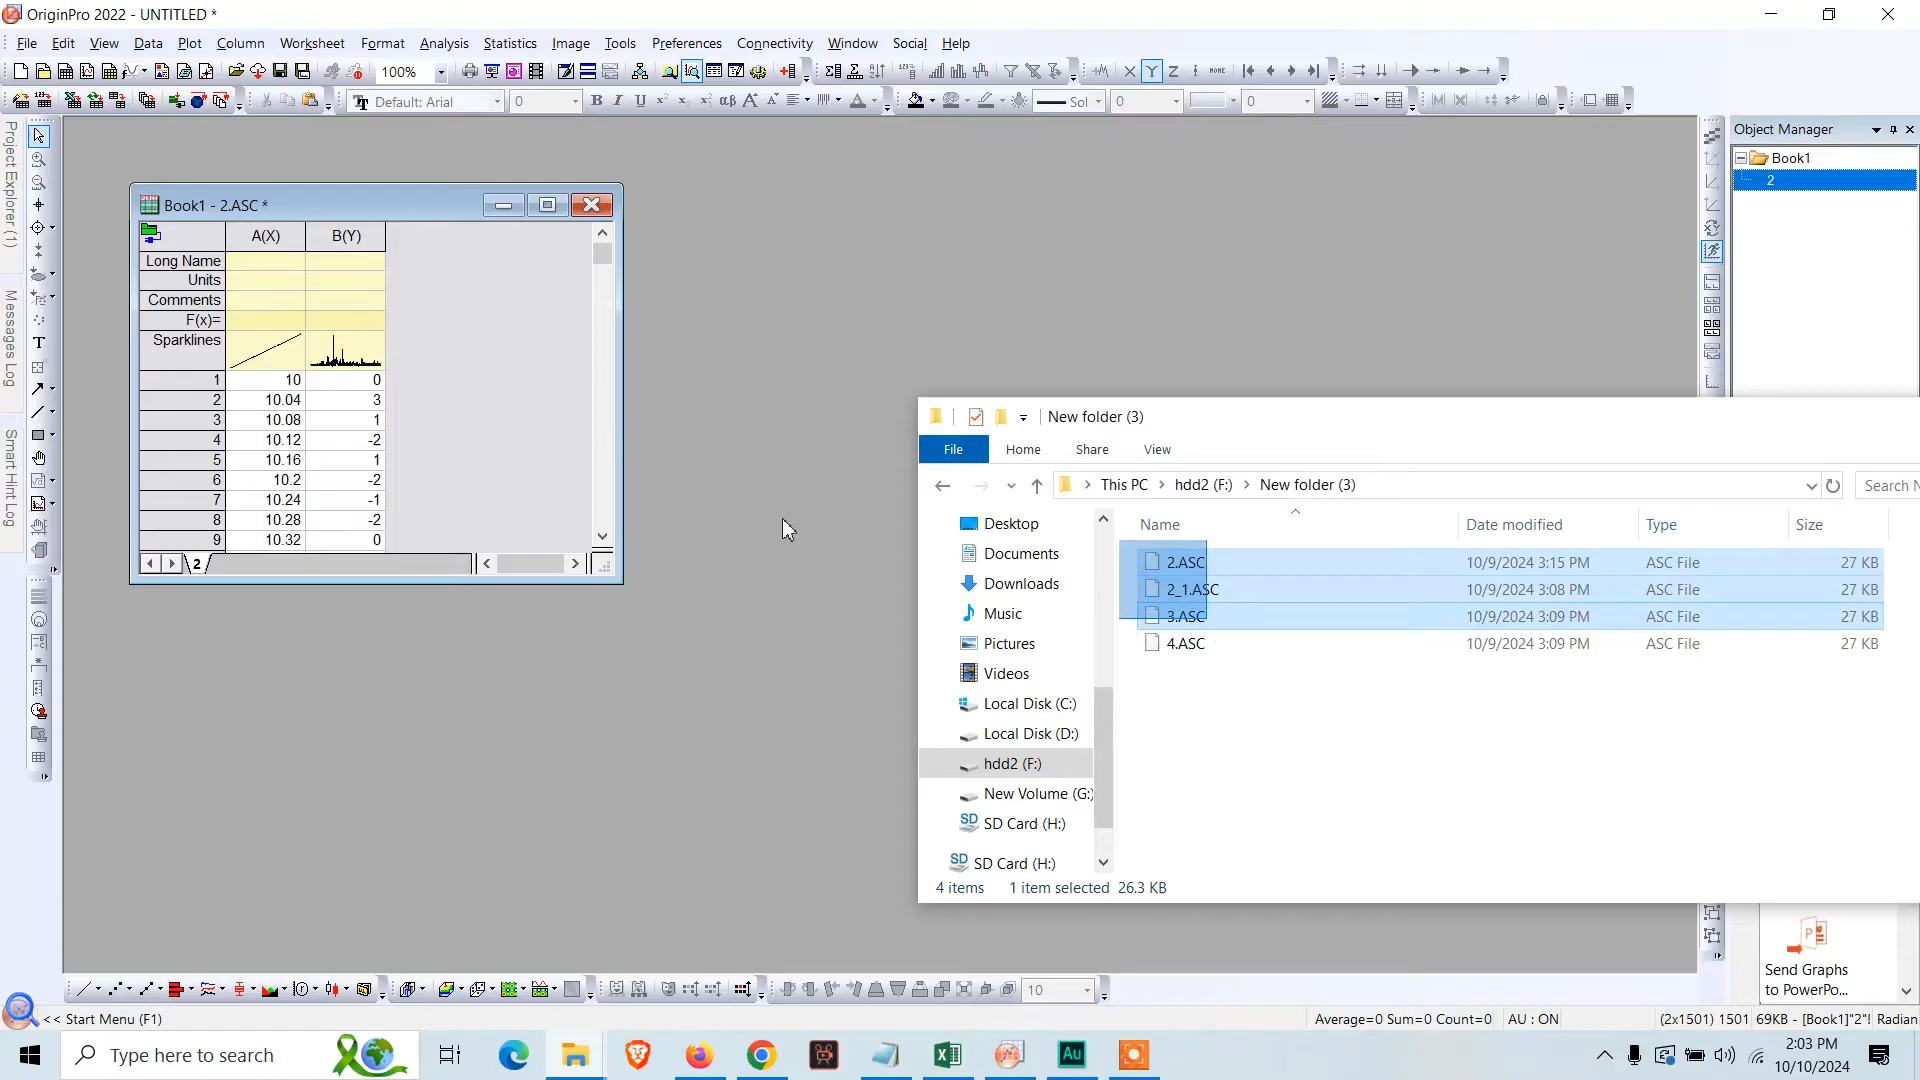 OriginPro 2022 - UNTITLED *
File Edit View Data Plot Column Worksheet Format Analysis Statistics Image Tools Preferences Connectivity Window Social Help
100%
Default: Arial 0 B I U Sol 0 0
Project Explorer (1)
Messages Log
Smart Hint Log
Object Manager
Book1
2
Book1 - 2.ASC *
A(X) B(Y)
Long Name
Units
Comments
F(x)=
Sparklines
1 10 0
2 10.04 3
3 10.08 1
4 10.12 -2
5 10.16 1
6 10.2 -2
7 10.24 -1
8 10.28 -2
9 10.32 0
2
New folder (3)
File Home Share View
This PC hdd2 (F:) New folder (3)
Search N
Name Date modified Type Size
2.ASC 10/9/2024 3:15 PM ASC File 27 KB
2_1.ASC 10/9/2024 3:08 PM ASC File 27 KB
3.ASC 10/9/2024 3:09 PM ASC File 27 KB
4.ASC 10/9/2024 3:09 PM ASC File 27 KB
Desktop
Documents
Downloads
Music
Pictures
Videos
Local Disk (C:)
Local Disk (D:)
hdd2 (F:)
New Volume (G:)
SD Card (H:)
SD Card (H:)
4 items 1 item selected 26.3 KB
Send Graphs
to PowerPo...
10
<< Start Menu (F1)
Average=0 Sum=0 Count=0 AU : ON (2x1501) 1501 69KB - [Book1]"2"! Radian
Type here to search
2:03 PM
10/10/2024